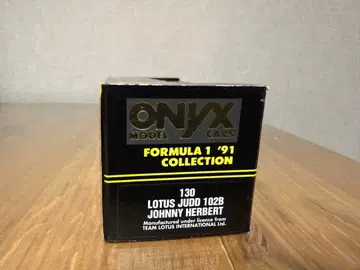 ONYX
MODEL CARS
FORMULA 1 '91
COLLECTION
130
LOTUS JUDD 102B
JOHNNY HERBERT
Manufactured under licence from
TEAM LOTUS INTERNATIONAL Ltd.